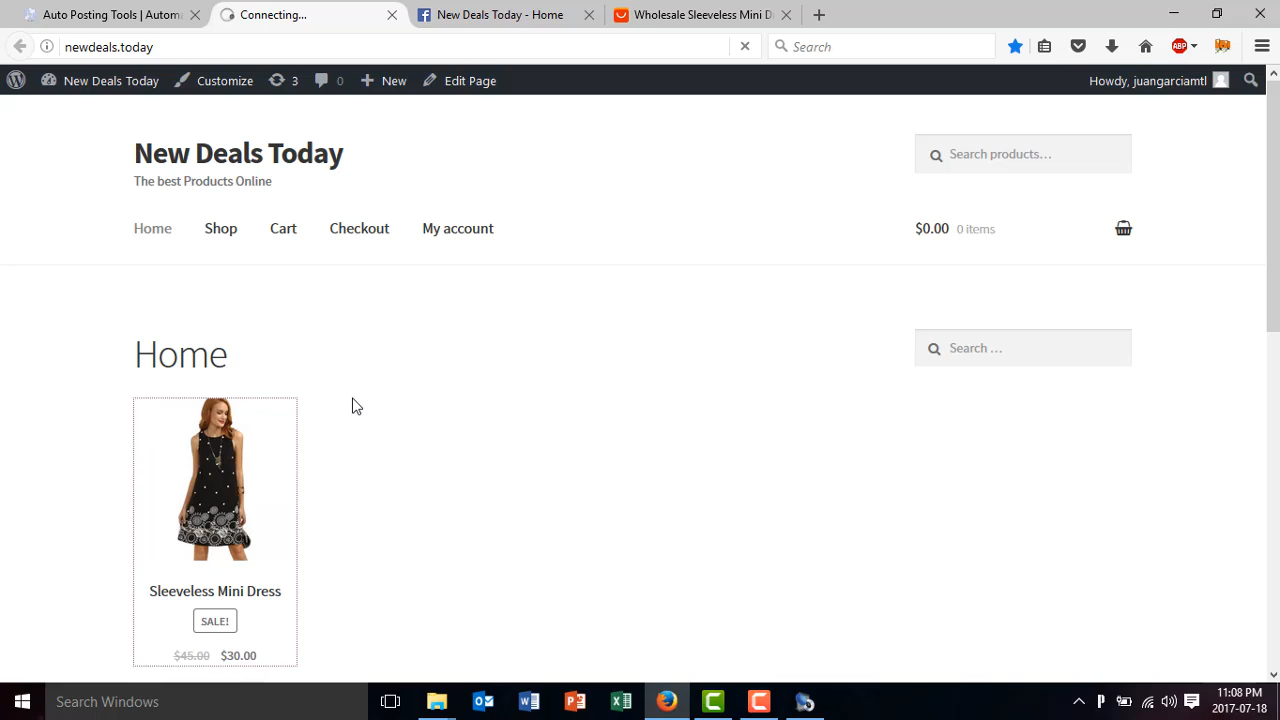 Auto Posting Tools | Autom
Connecting...
New Deals Today - Home
Wholesale Sleeveless Mini D
newdeals.today
Search
ABP
New Deals Today
Customize
3
0
New
Edit Page
Howdy, juangarciamtl
New Deals Today
Search products...
The best Products Online
Home
Shop
Cart
Checkout
My account
$0.00 0 items
Home
Search ...
Sleeveless Mini Dress
SALE!
$45.00 $30.00
Search Windows
11:08 PM
2017-07-18